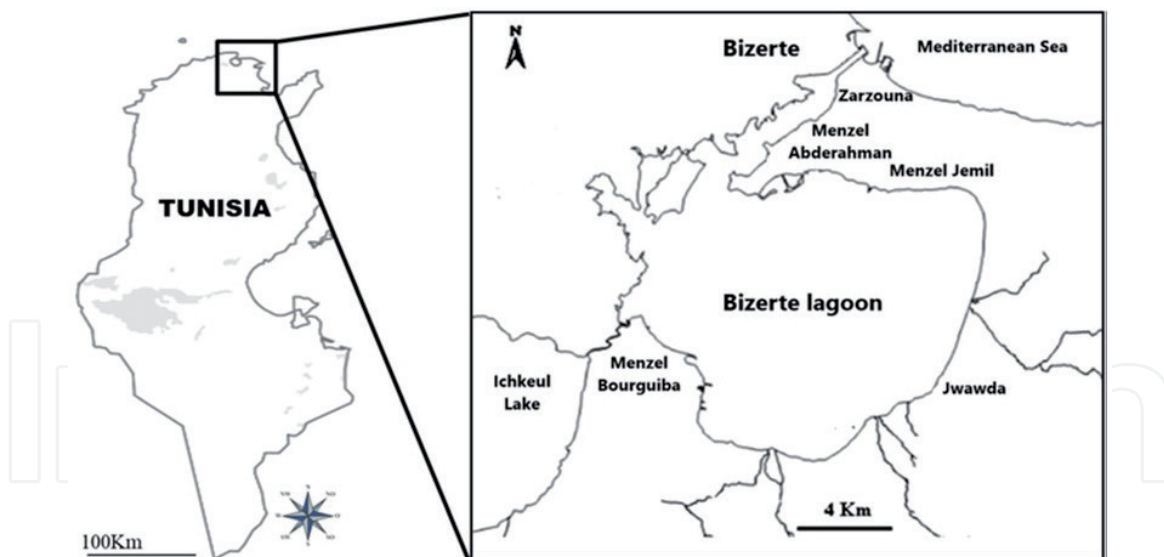 TUNISIA
100Km
N
Bizerte
Mediterranean Sea
Zarzouna
Menzel
Abderahman
Menzel Jemil
Bizerte lagoon
Ichkeul
Lake
Menzel
Bourguiba
Jwawda
4 Km